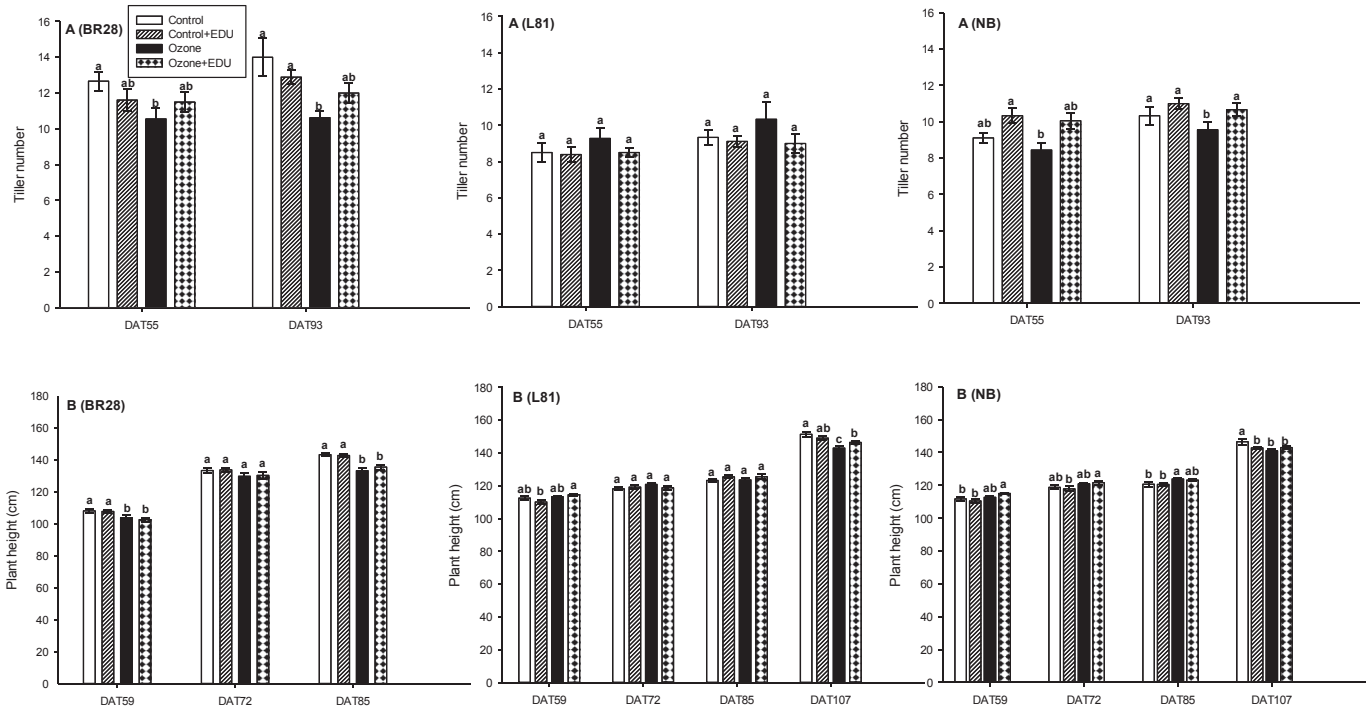 A (BR28)
Control
Control+EDU
Ozone
Ozone+EDU
Tiller number
16
14
12
10
8
6
4
2
0
a
ab
b
ab
a
a
b
ab
DAT55
DAT93
A (L81)
Tiller number
16
14
12
10
8
6
4
2
0
a
a
a
a
a
a
a
a
DAT55
DAT93
A (NB)
Tiller number
16
14
12
10
8
6
4
2
0
ab
a
b
ab
a
a
b
a
DAT55
DAT93
B (BR28)
Plant height (cm)
180
160
140
120
100
80
60
40
20
0
a
a
b
b
a
a
a
a
a
a
b
b
DAT59
DAT72
DAT85
B (L81)
Plant height (cm)
180
160
140
120
100
80
60
40
20
0
ab
b
ab
a
a
a
a
a
a
a
a
a
a
ab
c
b
DAT59
DAT72
DAT85
DAT107
B (NB)
Plant height (cm)
180
160
140
120
100
80
60
40
20
0
b
b
ab
a
ab
b
ab
a
b
b
a
ab
a
b
b
b
DAT59
DAT72
DAT85
DAT107